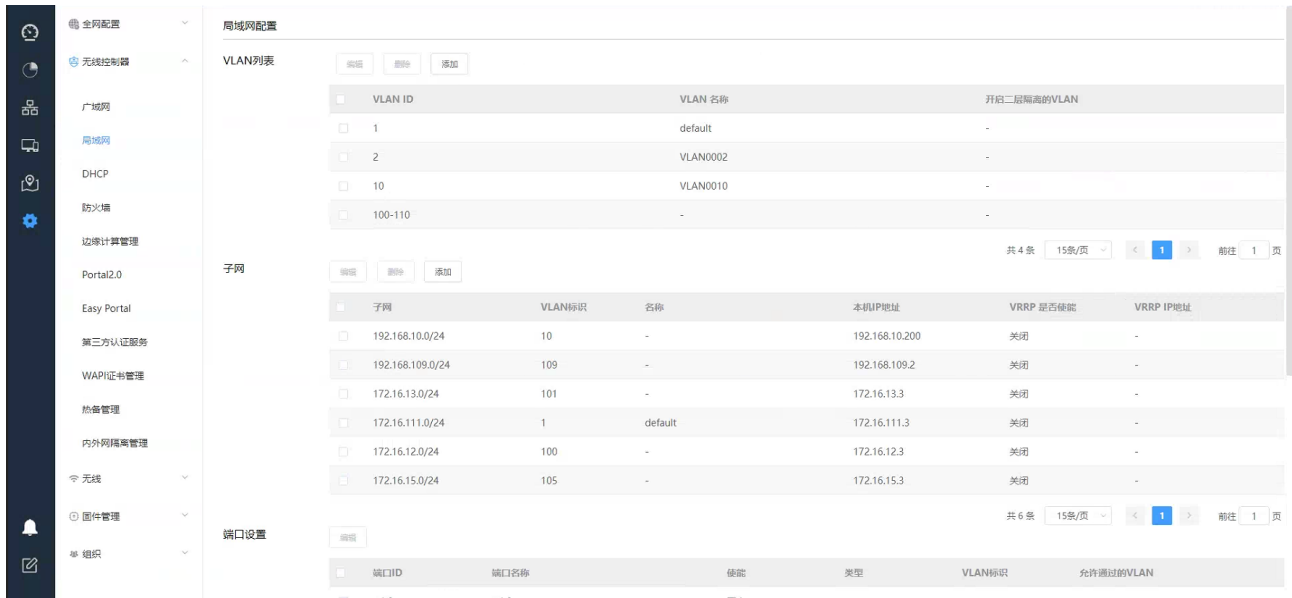 全网配置
无线控制器
广域网
局域网
DHCP
防火墙
边缘计算管理
Portal2.0
Easy Portal
第三方认证服务
WAPI证书管理
热备管理
内外网隔离管理
无线
固件管理
组织
局域网配置
VLAN列表 编辑 删除 添加
VLAN ID VLAN 名称 开启二层隔离的VLAN
1 default -
2 VLAN0002 -
10 VLAN0010 -
100-110 - -
共 4 条 15条/页 < 1 > 前往 1 页
子网 编辑 删除 添加
子网 VLAN标识 名称 本机IP地址 VRRP 是否使能 VRRP IP地址
192.168.10.0/24 10 - 192.168.10.200 关闭 -
192.168.109.0/24 109 - 192.168.109.2 关闭 -
172.16.13.0/24 101 - 172.16.13.3 关闭 -
172.16.111.0/24 1 default 172.16.111.3 关闭 -
172.16.12.0/24 100 - 172.16.12.3 关闭 -
172.16.15.0/24 105 - 172.16.15.3 关闭 -
共 6 条 15条/页 < 1 > 前往 1 页
端口设置 编辑
端口ID 端口名称 使能 类型 VLAN标识 允许通过的VLAN